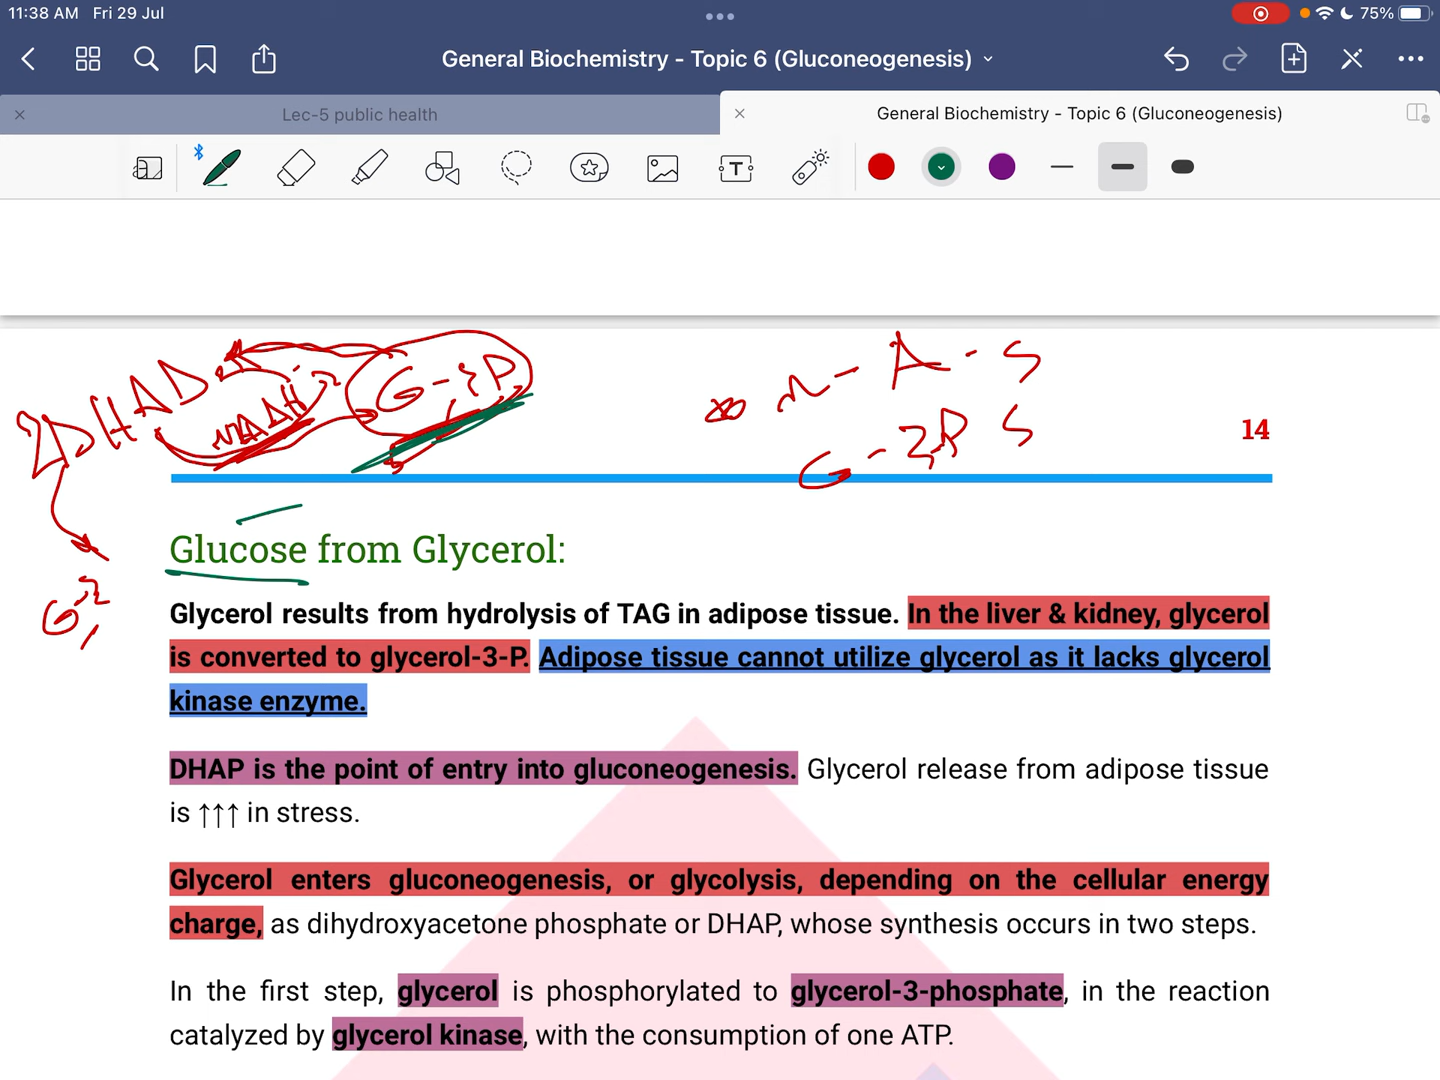 11:38 AM Fri 29 Jul
75%
General Biochemistry - Topic 6 (Gluconeogenesis)
Lec-5 public health
General Biochemistry - Topic 6 (Gluconeogenesis)
T
G-3P
M-A-S
G-3P S
14
Glucose from Glycerol:
Glycerol results from hydrolysis of TAG in adipose tissue. In the liver & kidney, glycerol
is converted to glycerol-3-P. Adipose tissue cannot utilize glycerol as it lacks glycerol
kinase enzyme.
DHAP is the point of entry into gluconeogenesis. Glycerol release from adipose tissue
is ↑↑↑ in stress.
Glycerol enters gluconeogenesis, or glycolysis, depending on the cellular energy
charge, as dihydroxyacetone phosphate or DHAP, whose synthesis occurs in two steps.
In the first step, glycerol is phosphorylated to glycerol-3-phosphate, in the reaction
catalyzed by glycerol kinase, with the consumption of one ATP.